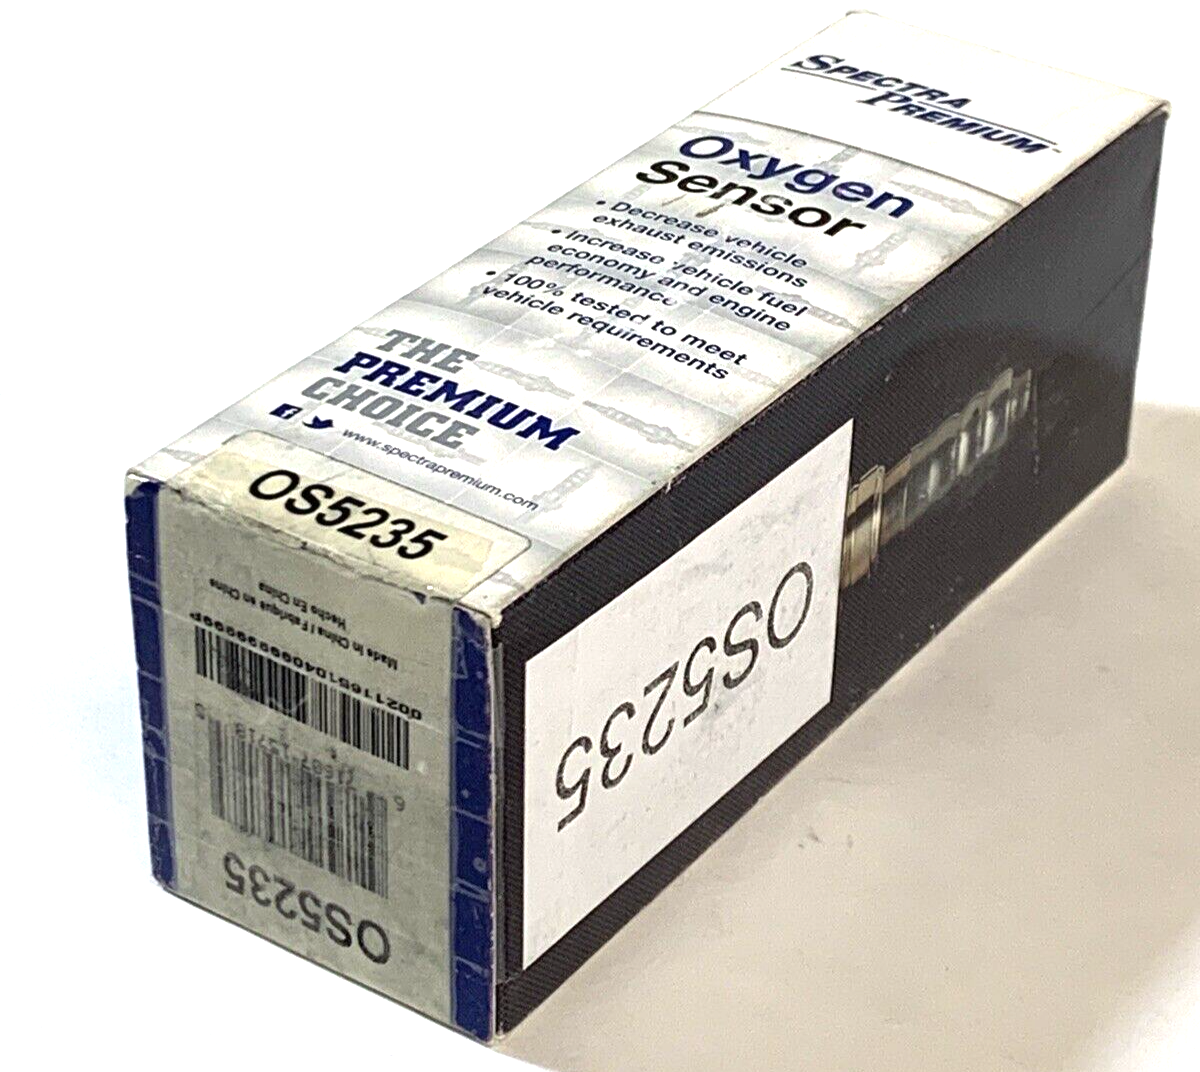 SPECTRA
PREMIUM
Oxygen
Sensor
• Decrease vehicle
exhaust emissions
• Increase vehicle fuel
economy and engine
performance
• 100% tested to meet
vehicle requirements
THE
PREMIUM
CHOICE
www.spectrapremium.com
OS5235
Made in China / Fabriqué en China
Hecho En China
OS5235
OS5235